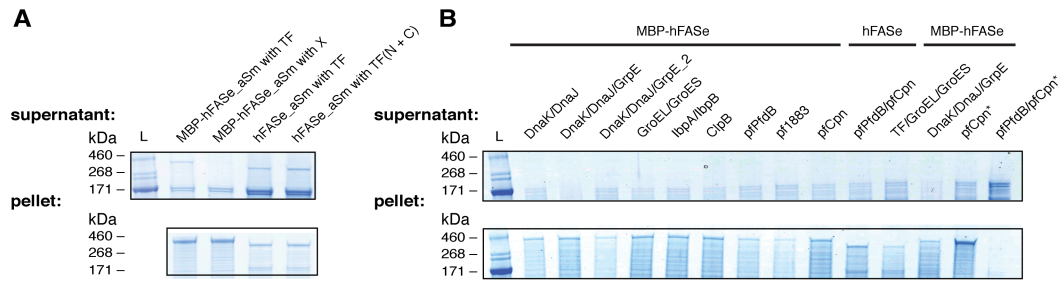 A
MBP-hFASe_aSm with TF
MBP-hFASe_aSm with X
hFASe_aSm with TF
hFASe_aSm with TF(N + C)
supernatant:
kDa
L
460
268
171
pellet:
kDa
460
268
171
B
MBP-hFASe
hFASe
MBP-hFASe
DnaK/DnaJ
DnaK/DnaJ/GrpE
DnaK/DnaJ/GrpE_2
GroEL/GroES
IbpA/IbpB
ClpB
pfPfdB
pf1883
pfCpn
pfPfdB/pfCpn
TF/GroEL/GroES
DnaK/DnaJ/GrpE
pfCpn*
pfPfdB/pfCpn*
supernatant:
kDa
L
460
268
171
pellet:
kDa
460
268
171